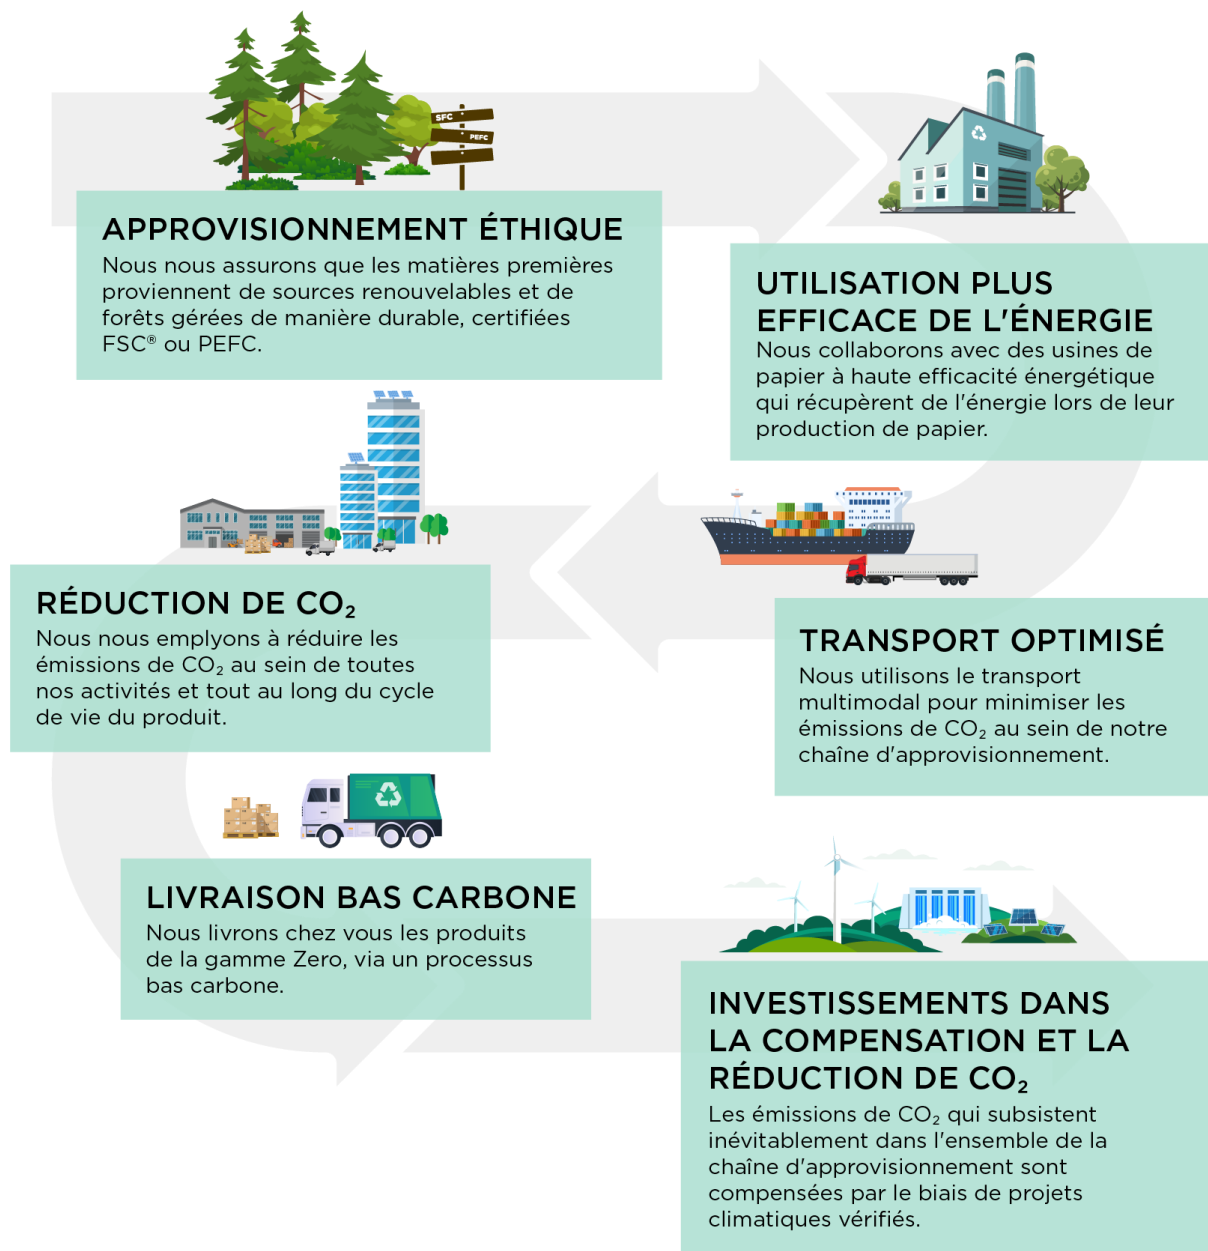 SFC
PEFC
APPROVISIONNEMENT ÉTHIQUE
Nous nous assurons que les matières premières
proviennent de sources renouvelables et de
forêts gérées de manière durable, certifiées
FSC® ou PEFC.
UTILISATION PLUS
EFFICACE DE L'ÉNERGIE
Nous collaborons avec des usines de
papier à haute efficacité énergétique
qui récupèrent de l'énergie lors de leur
production de papier.
TRANSPORT OPTIMISÉ
Nous utilisons le transport
multimodal pour minimiser les
émissions de CO₂ au sein de notre
chaîne d'approvisionnement.
RÉDUCTION DE CO₂
Nous nous emplyons à réduire les
émissions de CO₂ au sein de toutes
nos activités et tout au long du cycle
de vie du produit.
LIVRAISON BAS CARBONE
Nous livrons chez vous les produits
de la gamme Zero, via un processus
bas carbone.
INVESTISSEMENTS DANS
LA COMPENSATION ET LA
RÉDUCTION DE CO₂
Les émissions de CO₂ qui subsistent
inévitablement dans l'ensemble de la
chaîne d'approvisionnement sont
compensées par le biais de projets
climatiques vérifiés.